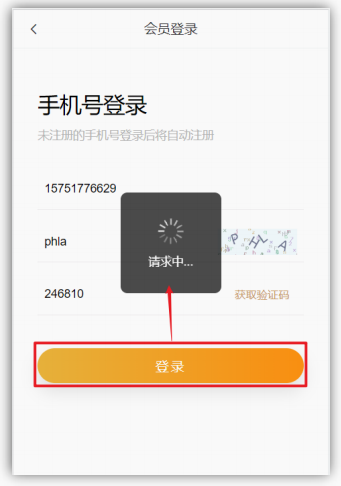 会员登录
手机号登录
未注册的手机号登录后将自动注册
15751776629
phla
PHLA
请求中...
246810
获取验证码
登录